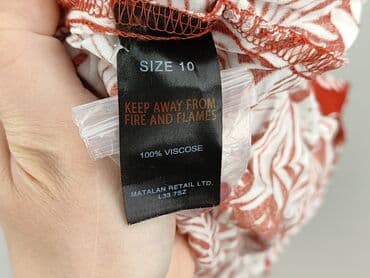 SIZE 10
KEEP AWAY FROM
FIRE AND FLAMES
100% VISCOSE
MATALAN RETAIL LTD.
L33 7SZ